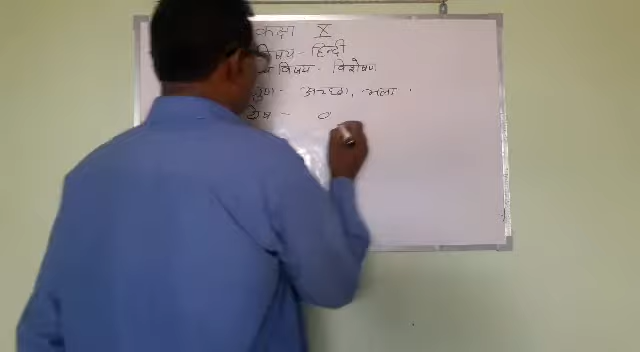 कक्षा X
विषय - हिन्दी
विषय - विशेषण
गुण - अच्छा, भला
दोष -